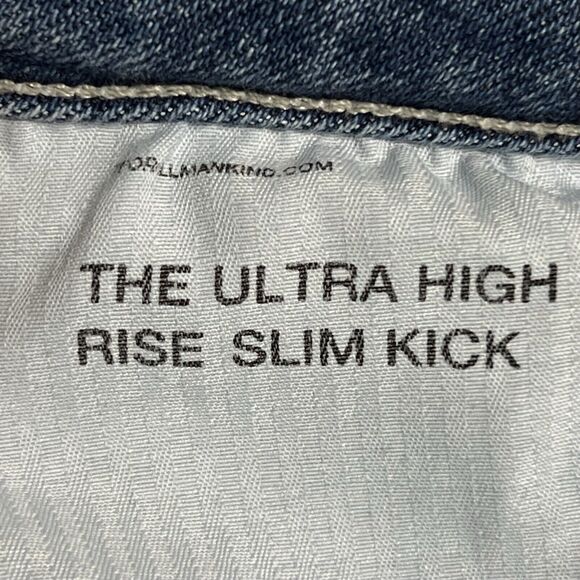 FORALLMANKIND.COM
THE ULTRA HIGH
RISE SLIM KICK